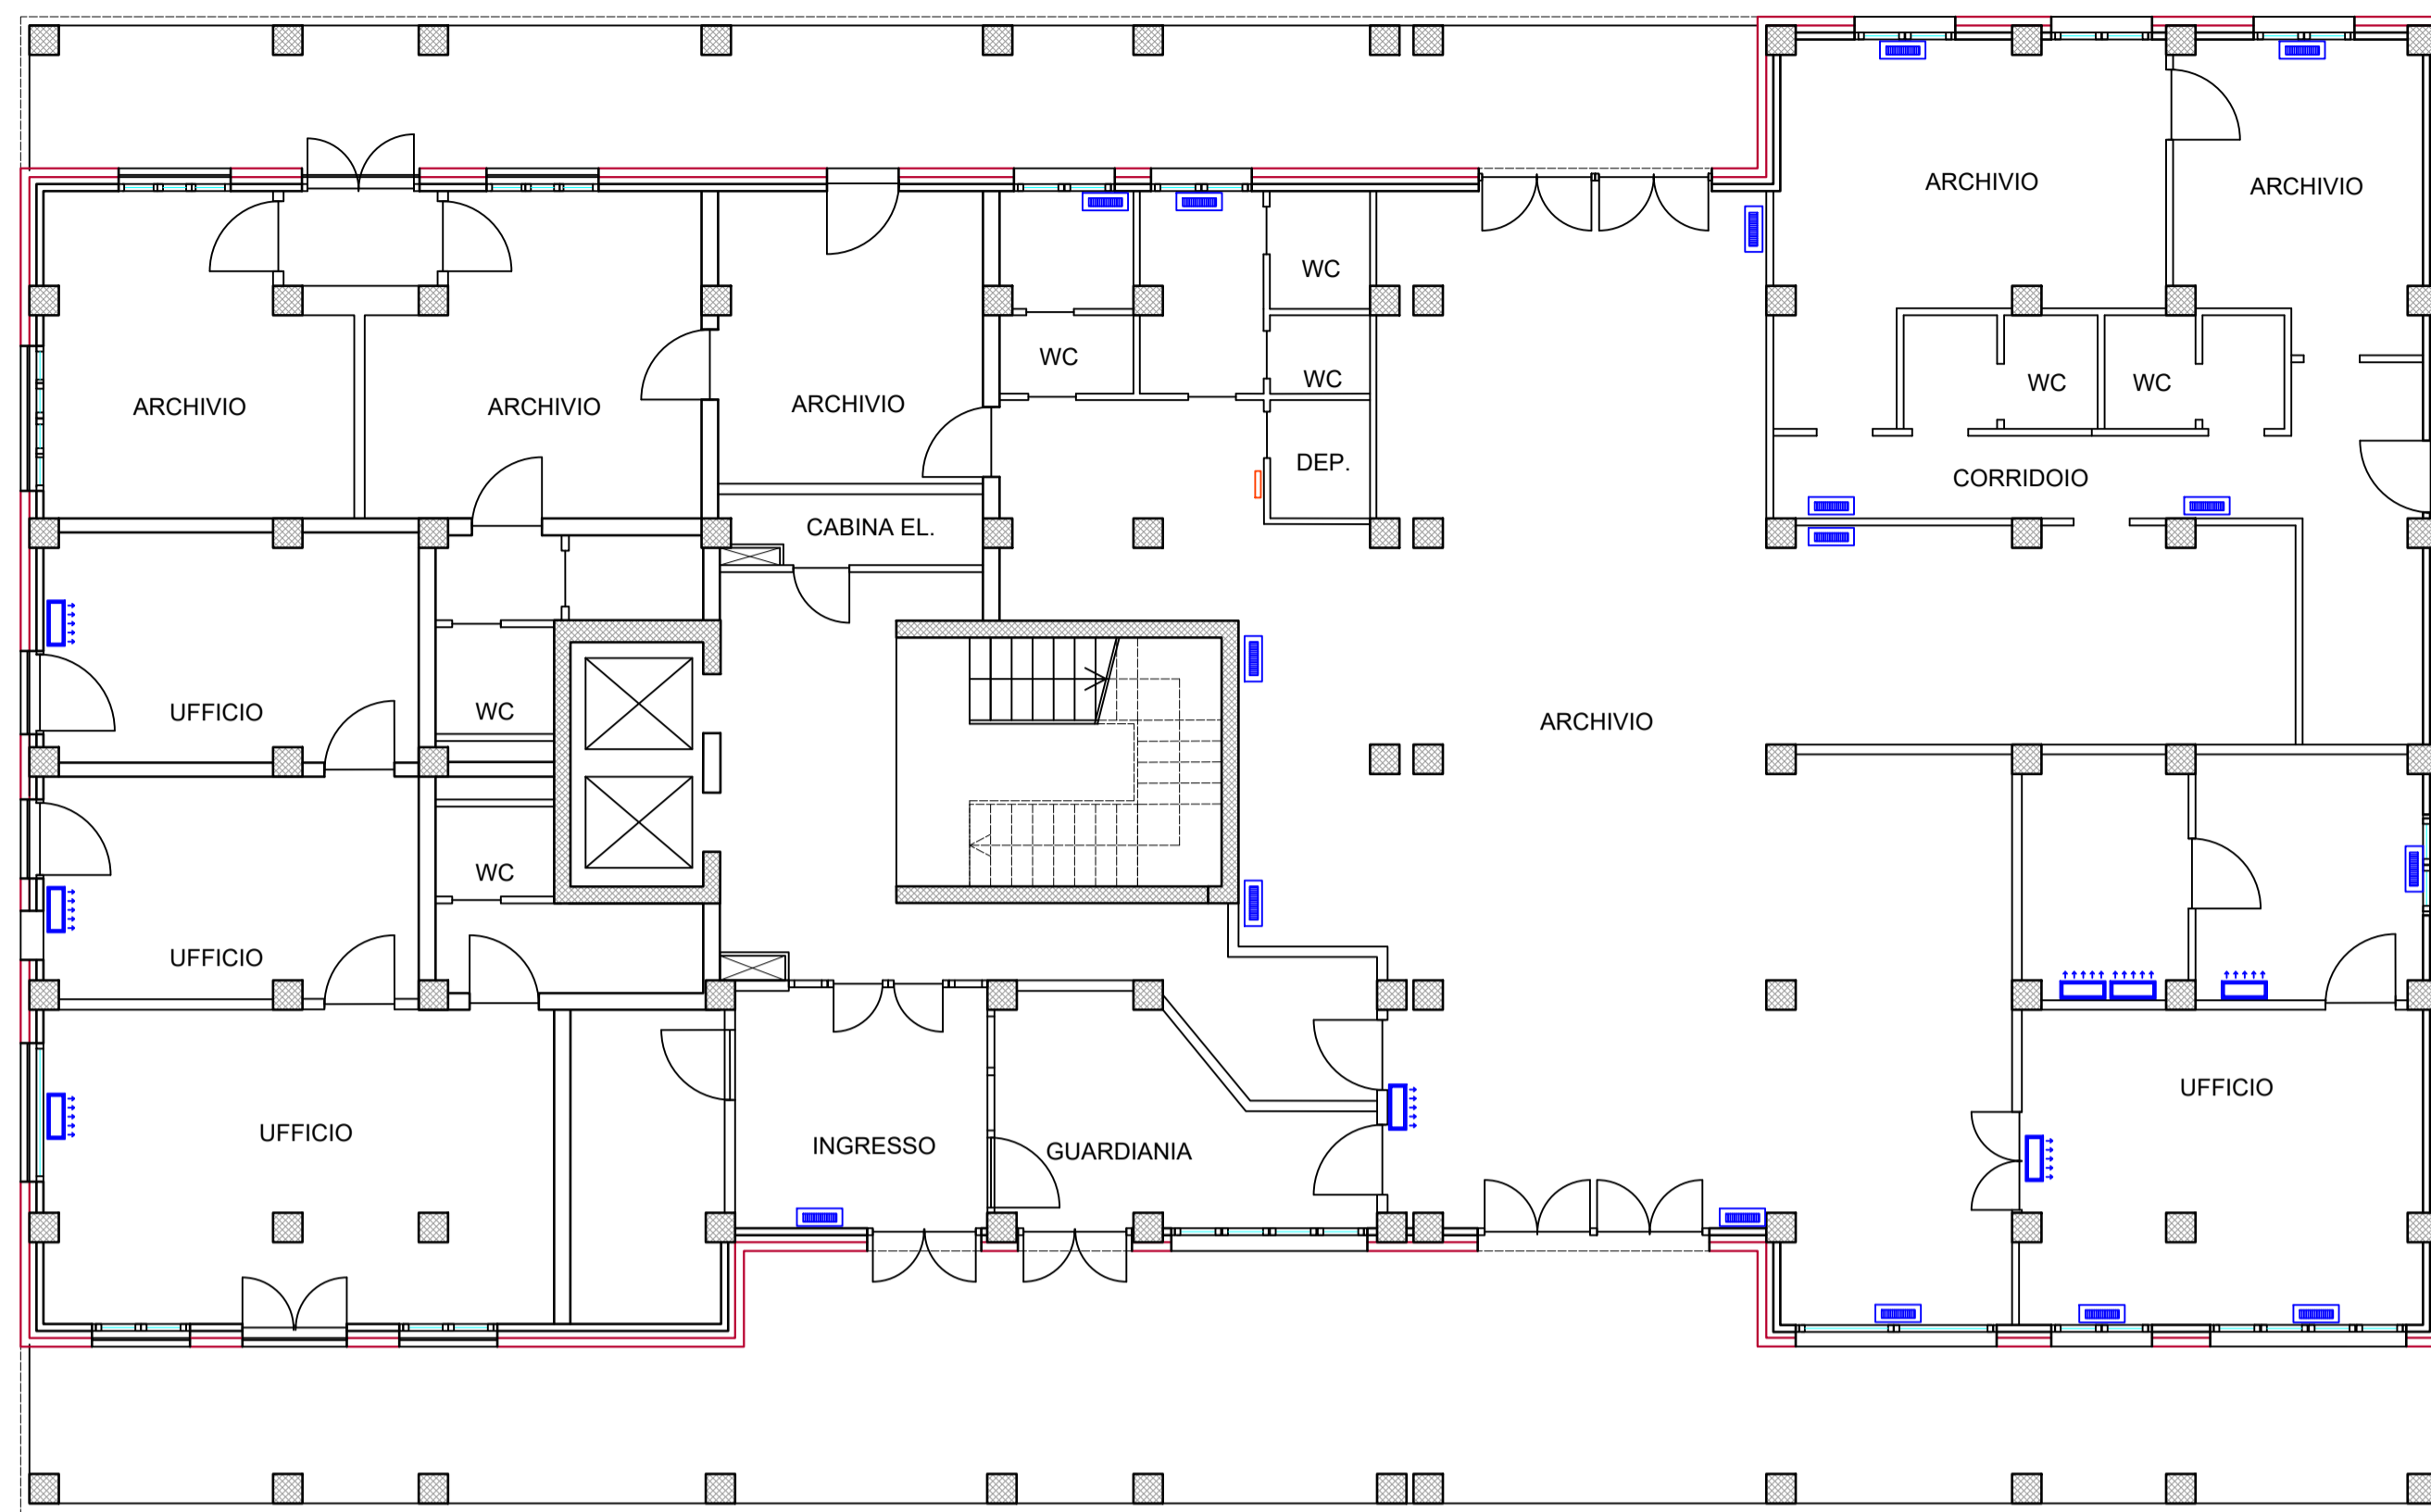 ARCHIVIO
ARCHIVIO
WC
WC
WC
WC
WC
ARCHIVIO
ARCHIVIO
ARCHIVIO
DEP.
CORRIDOIO
CABINA EL.
UFFICIO
WC
ARCHIVIO
WC
UFFICIO
UFFICIO
UFFICIO
INGRESSO
GUARDIANIA